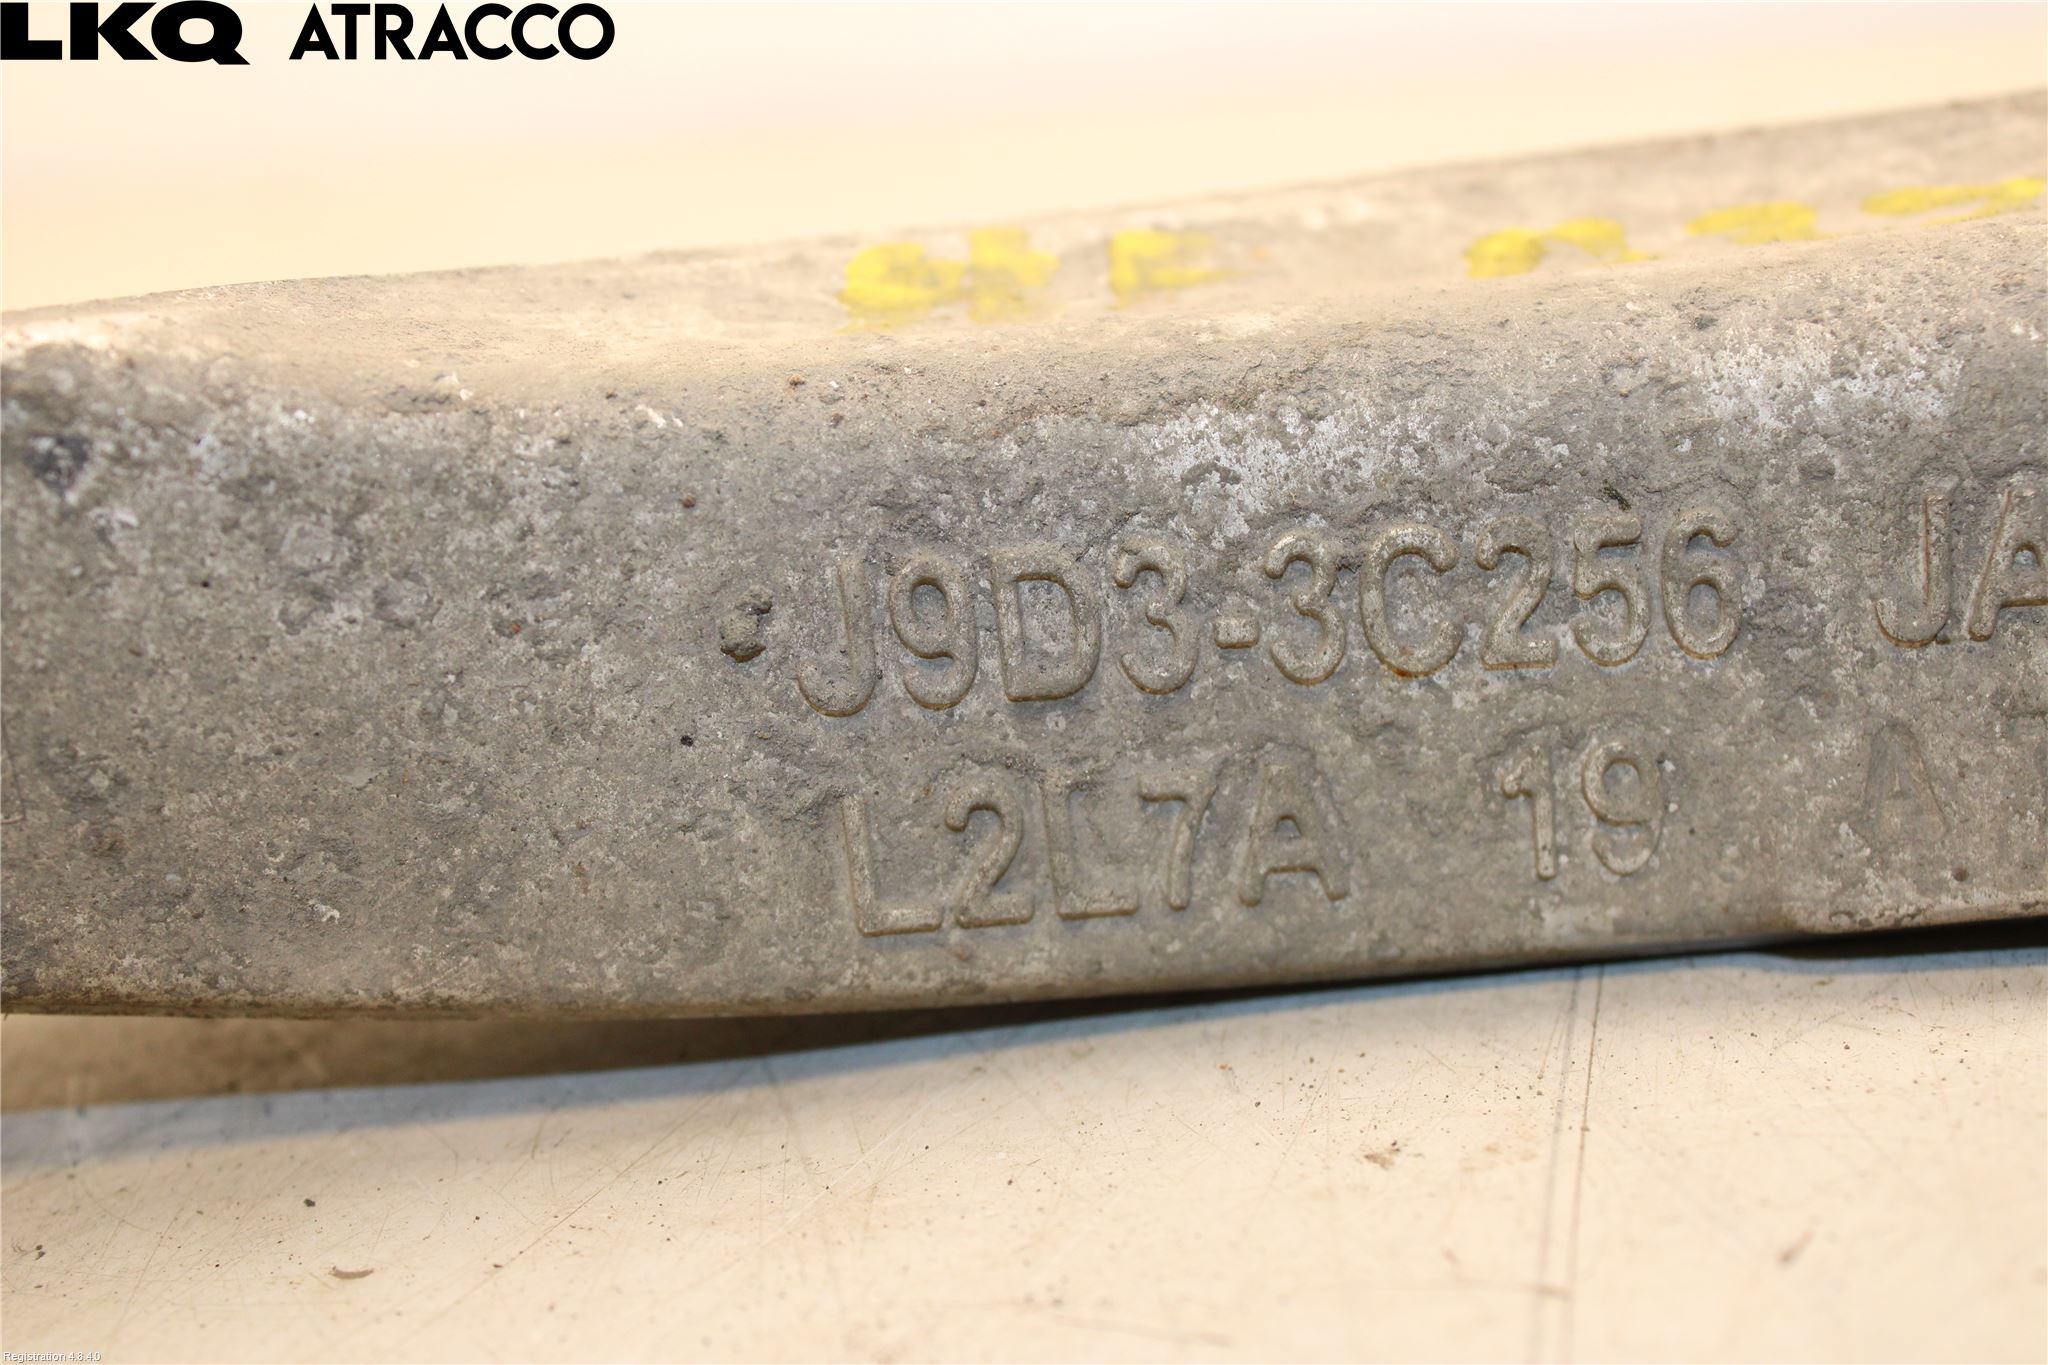 LKQ ATRACCO
J9D3-3C256 JA
L2L7A 19 A
Registration 4.8.4.0